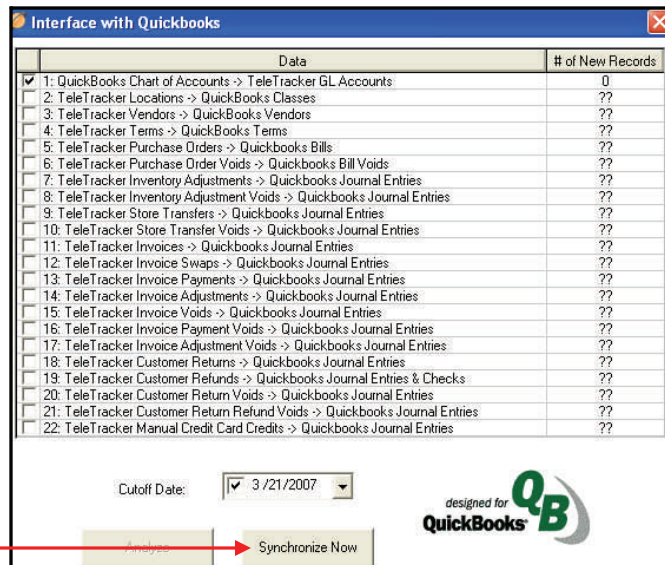 Interface with Quickbooks
Data # of New Records
1: QuickBooks Chart of Accounts -> TeleTracker GL Accounts 0
2: TeleTracker Locations -> QuickBooks Classes ??
3: TeleTracker Vendors -> QuickBooks Vendors ??
4: TeleTracker Terms -> QuickBooks Terms ??
5: TeleTracker Purchase Orders -> Quickbooks Bills ??
6: TeleTracker Purchase Order Voids -> Quickbooks Bill Voids ??
7: TeleTracker Inventory Adjustments -> Quickbooks Journal Entries ??
8: TeleTracker Inventory Adjustment Voids -> Quickbooks Journal Entries ??
9: TeleTracker Store Transfers -> Quickbooks Journal Entries ??
10: TeleTracker Store Transfer Voids -> Quickbooks Journal Entries ??
11: TeleTracker Invoices -> Quickbooks Journal Entries ??
12: TeleTracker Invoice Swaps -> Quickbooks Journal Entries ??
13: TeleTracker Invoice Payments -> Quickbooks Journal Entries ??
14: TeleTracker Invoice Adjustments -> Quickbooks Journal Entries ??
15: TeleTracker Invoice Voids -> Quickbooks Journal Entries ??
16: TeleTracker Invoice Payment Voids -> Quickbooks Journal Entries ??
17: TeleTracker Invoice Adjustment Voids -> Quickbooks Journal Entries ??
18: TeleTracker Customer Returns -> Quickbooks Journal Entries ??
19: TeleTracker Customer Refunds -> Quickbooks Journal Entries & Checks ??
20: TeleTracker Customer Return Voids -> Quickbooks Journal Entries ??
21: TeleTracker Customer Return Refund Voids -> Quickbooks Journal Entries ??
22: TeleTracker Manual Credit Card Credits -> Quickbooks Journal Entries ??
Cutoff Date: 3/21/2007
designed for
QuickBooks
QB
Analyze Synchronize Now